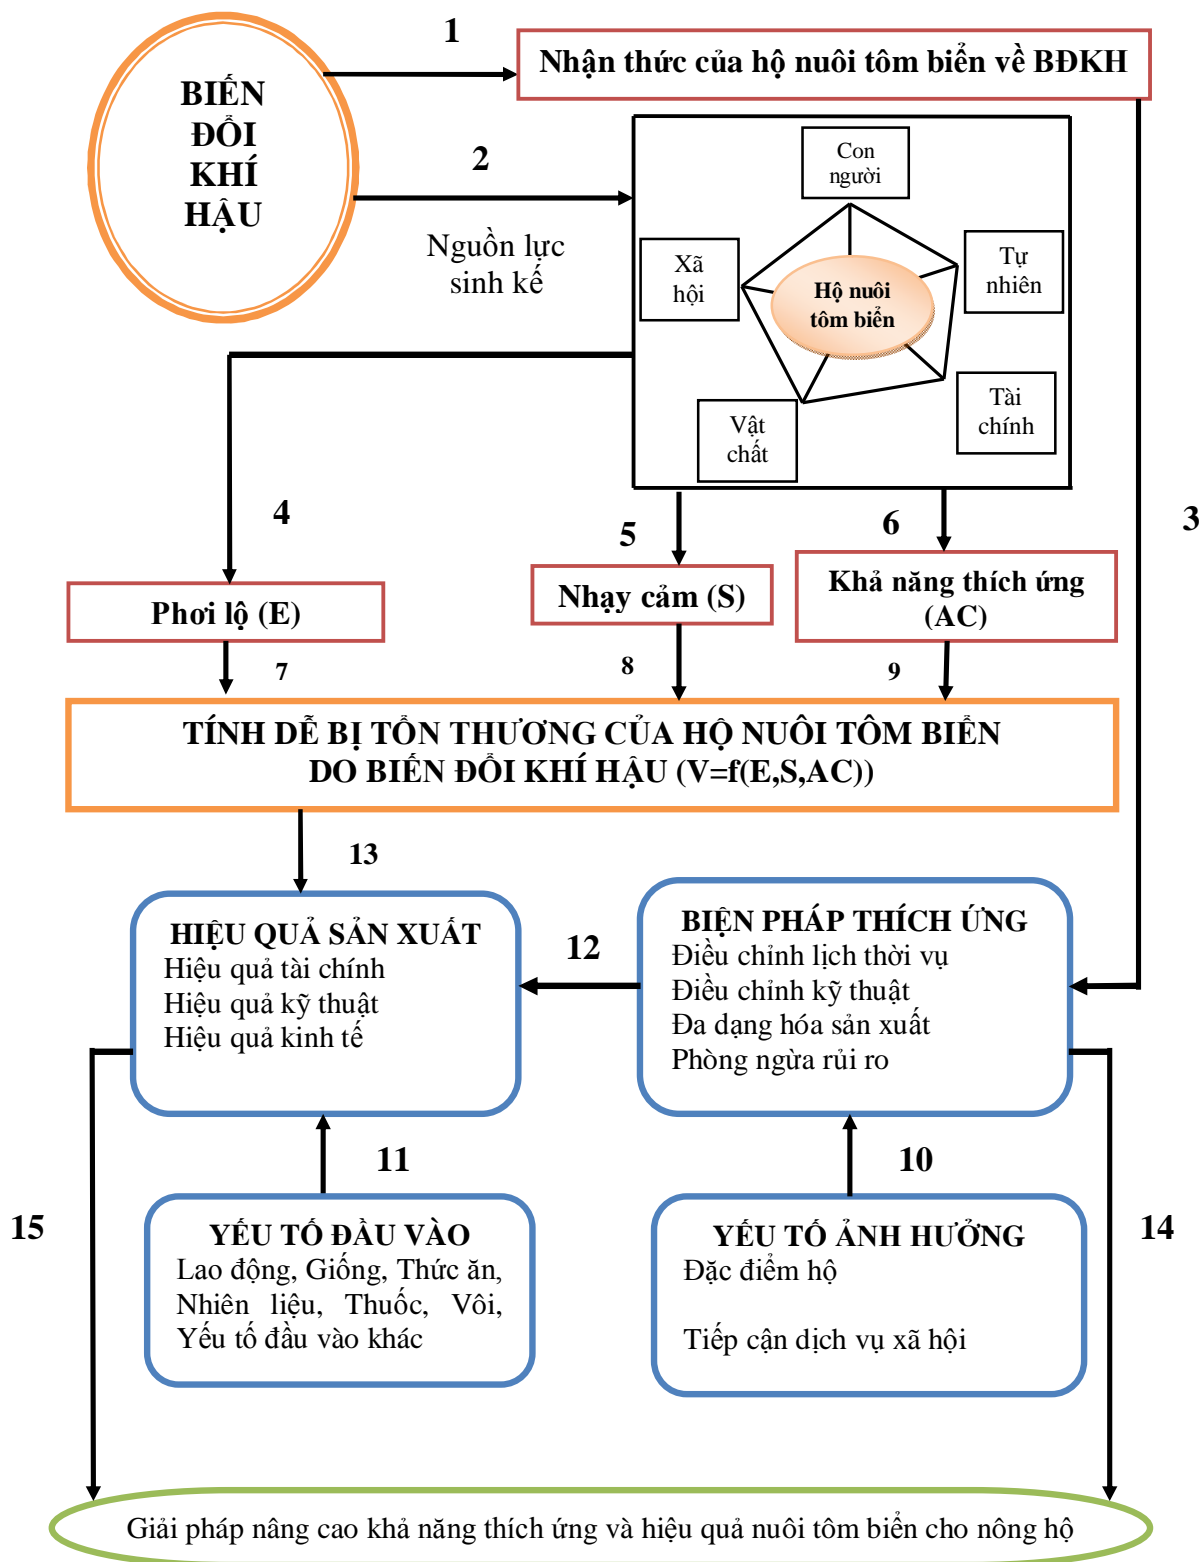 1
Nhận thức của hộ nuôi tôm biển về BĐKH
BIẾN
ĐỔI
KHÍ
HẬU
2
Nguồn lực
sinh kế
Con
người
Xã
hội
Tự
nhiên
Hộ nuôi
tôm biển
Vật
chất
Tài
chính
3
4
5
6
Phơi lộ (E)
Nhạy cảm (S)
Khả năng thích ứng
(AC)
7
8
9
TÍNH DỄ BỊ TỔN THƯƠNG CỦA HỘ NUÔI TÔM BIỂN
DO BIẾN ĐỔI KHÍ HẬU (V=f(E,S,AC))
13
HIỆU QUẢ SẢN XUẤT
Hiệu quả tài chính
Hiệu quả kỹ thuật
Hiệu quả kinh tế
12
BIỆN PHÁP THÍCH ỨNG
Điều chỉnh lịch thời vụ
Điều chỉnh kỹ thuật
Đa dạng hóa sản xuất
Phòng ngừa rủi ro
11
10
15
14
YẾU TỐ ĐẦU VÀO
Lao động, Giống, Thức ăn,
Nhiên liệu, Thuốc, Vôi,
Yếu tố đầu vào khác
YẾU TỐ ẢNH HƯỞNG
Đặc điểm hộ
Tiếp cận dịch vụ xã hội
Giải pháp nâng cao khả năng thích ứng và hiệu quả nuôi tôm biển cho nông hộ